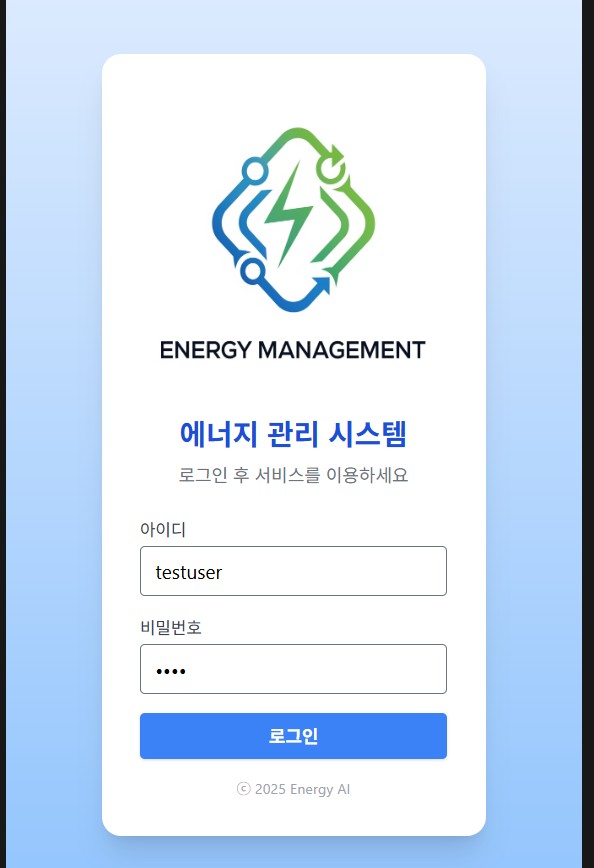 ENERGY MANAGEMENT
에너지 관리 시스템
로그인 후 서비스를 이용하세요
아이디
testuser
비밀번호
••••
로그인
ⓒ 2025 Energy AI